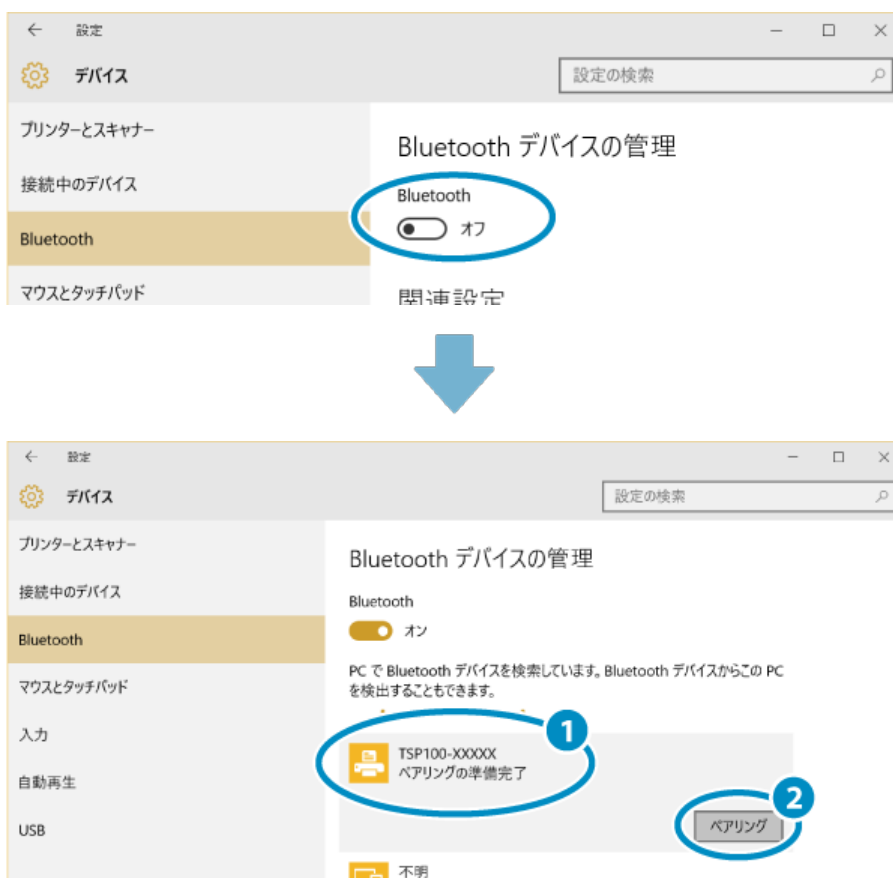 設定
デバイス
設定の検索
プリンターとスキャナー
接続中のデバイス
Bluetooth
マウスとタッチパッド
Bluetooth デバイスの管理
Bluetooth
オフ
関連設定
設定
デバイス
設定の検索
プリンターとスキャナー
接続中のデバイス
Bluetooth
マウスとタッチパッド
入力
自動再生
USB
Bluetooth デバイスの管理
Bluetooth
オン
PC で Bluetooth デバイスを検索しています。Bluetooth デバイスからこの PC
を検出することもできます。
1
TSP100-XXXXX
ペアリングの準備完了
2
ペアリング
不明